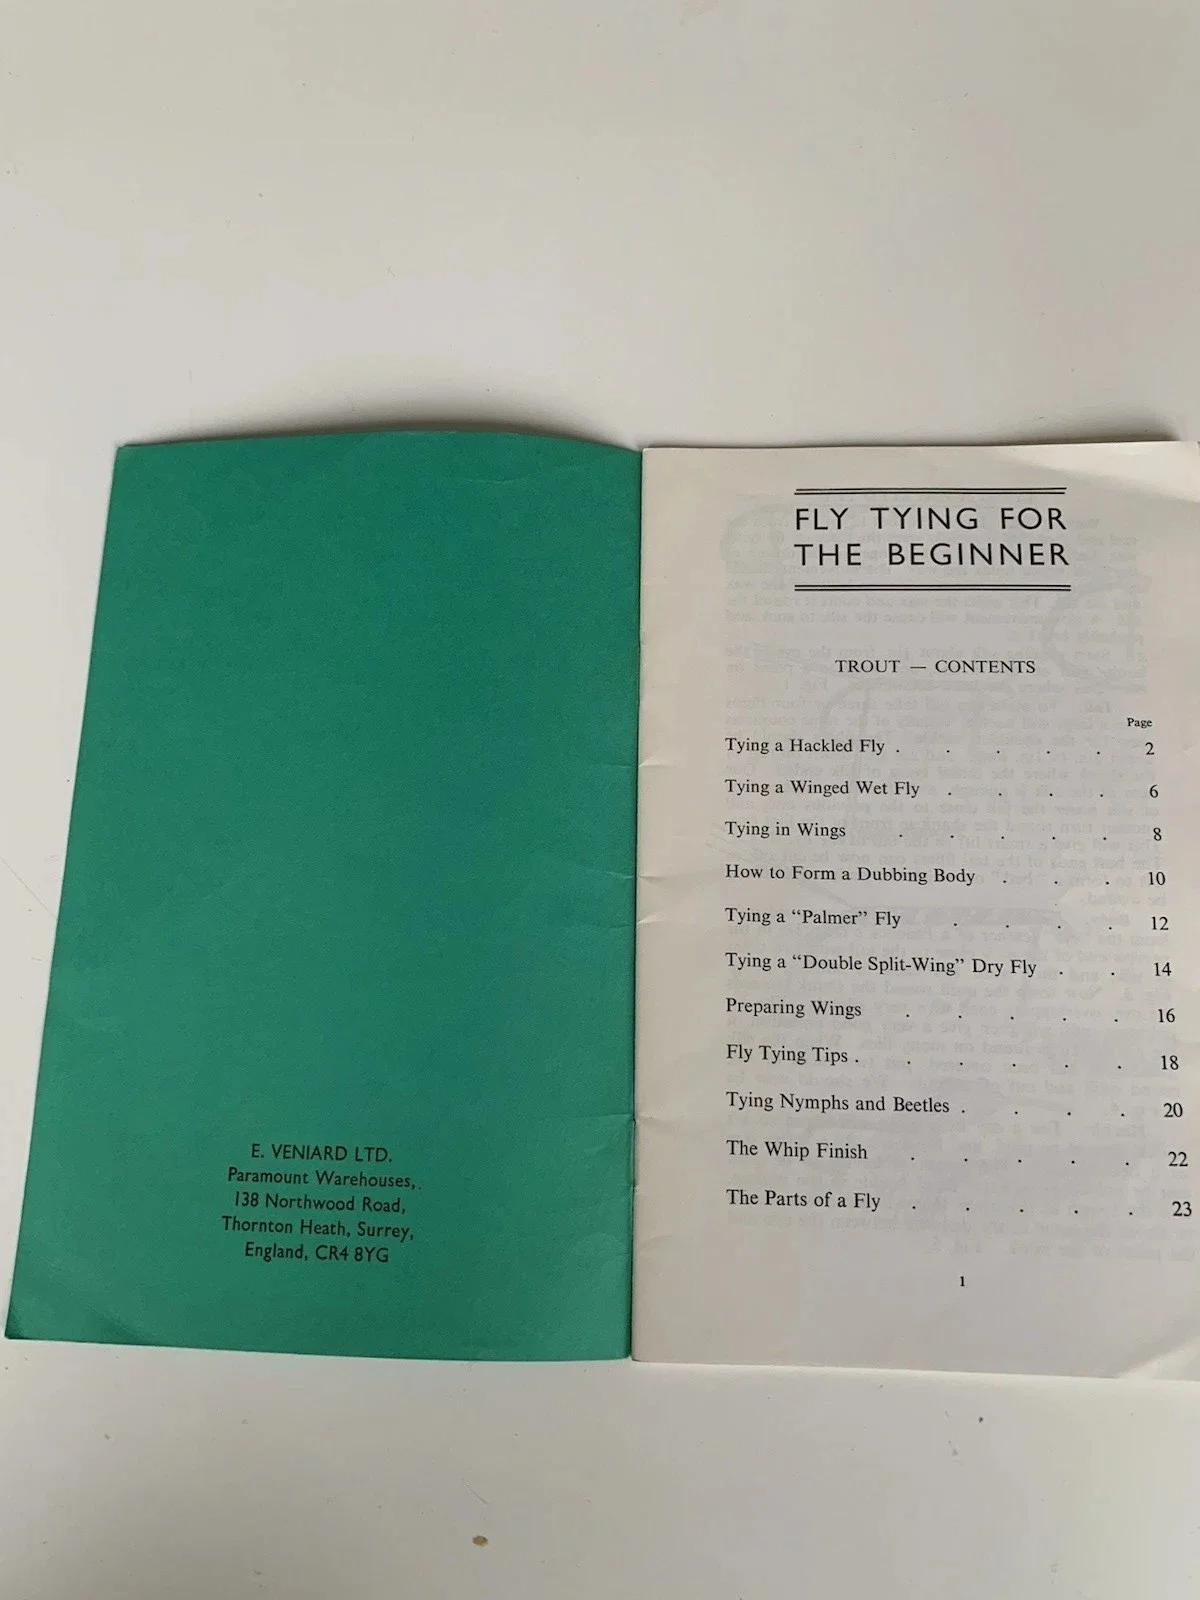 E. VENIARD LTD.
Paramount Warehouses,
138 Northwood Road,
Thornton Heath, Surrey,
England, CR4 8YG
FLY TYING FOR
THE BEGINNER
TROUT — CONTENTS
Page
Tying a Hackled Fly . . . . . 2
Tying a Winged Wet Fly . . . . 6
Tying in Wings . . . . . 8
How to Form a Dubbing Body . . . 10
Tying a “Palmer” Fly . . . . 12
Tying a “Double Split-Wing” Dry Fly . . 14
Preparing Wings . . . . . 16
Fly Tying Tips . . . . . . 18
Tying Nymphs and Beetles . . . . 20
The Whip Finish . . . . . 22
The Parts of a Fly . . . . . 23
1